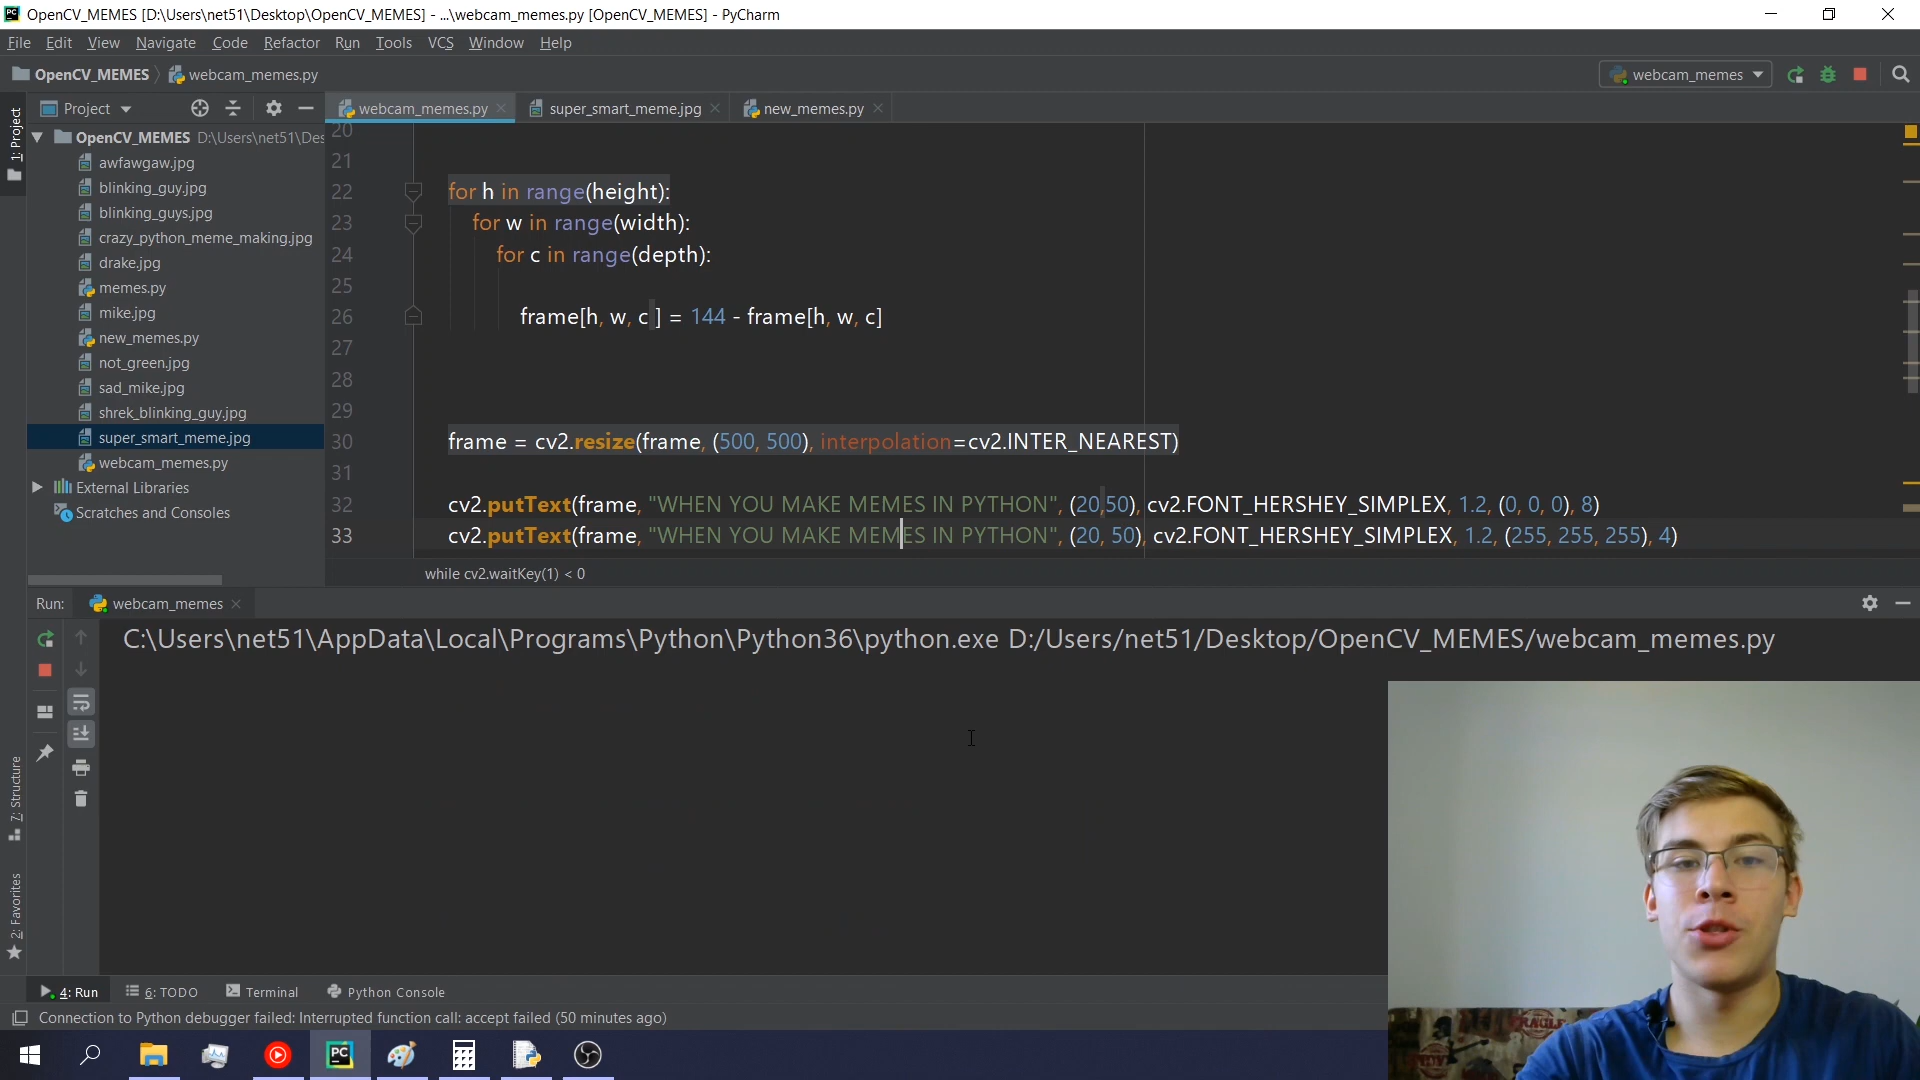 OpenCV_MEMES [D:\Users\net51\Desktop\OpenCV_MEMES] - ...\webcam_memes.py [OpenCV_MEMES] - PyCharm
File Edit View Navigate Code Refactor Run Tools VCS Window Help
OpenCV_MEMES webcam_memes.py
webcam_memes
Project
webcam_memes.py super_smart_meme.jpg new_memes.py
1: Project
OpenCV_MEMES D:\Users\net51\Des
awfawgaw.jpg
blinking_guy.jpg
blinking_guys.jpg
crazy_python_meme_making.jpg
drake.jpg
memes.py
mike.jpg
new_memes.py
not_green.jpg
sad_mike.jpg
shrek_blinking_guy.jpg
super_smart_meme.jpg
webcam_memes.py
External Libraries
Scratches and Consoles
20
21
22 for h in range(height):
23 for w in range(width):
24 for c in range(depth):
25
26 frame[h, w, c ] = 144 - frame[h, w, c]
27
28
29
30 frame = cv2.resize(frame, (500, 500), interpolation=cv2.INTER_NEAREST)
31
32 cv2.putText(frame, "WHEN YOU MAKE MEMES IN PYTHON", (20,50), cv2.FONT_HERSHEY_SIMPLEX, 1.2, (0, 0, 0), 8)
33 cv2.putText(frame, "WHEN YOU MAKE MEMES IN PYTHON", (20, 50), cv2.FONT_HERSHEY_SIMPLEX, 1.2, (255, 255, 255), 4)
while cv2.waitKey(1) < 0
Run: webcam_memes
C:\Users\net51\AppData\Local\Programs\Python\Python36\python.exe D:/Users/net51/Desktop/OpenCV_MEMES/webcam_memes.py
7: Structure
2: Favorites
4: Run 6: TODO Terminal Python Console
Connection to Python debugger failed: Interrupted function call: accept failed (50 minutes ago)
PC